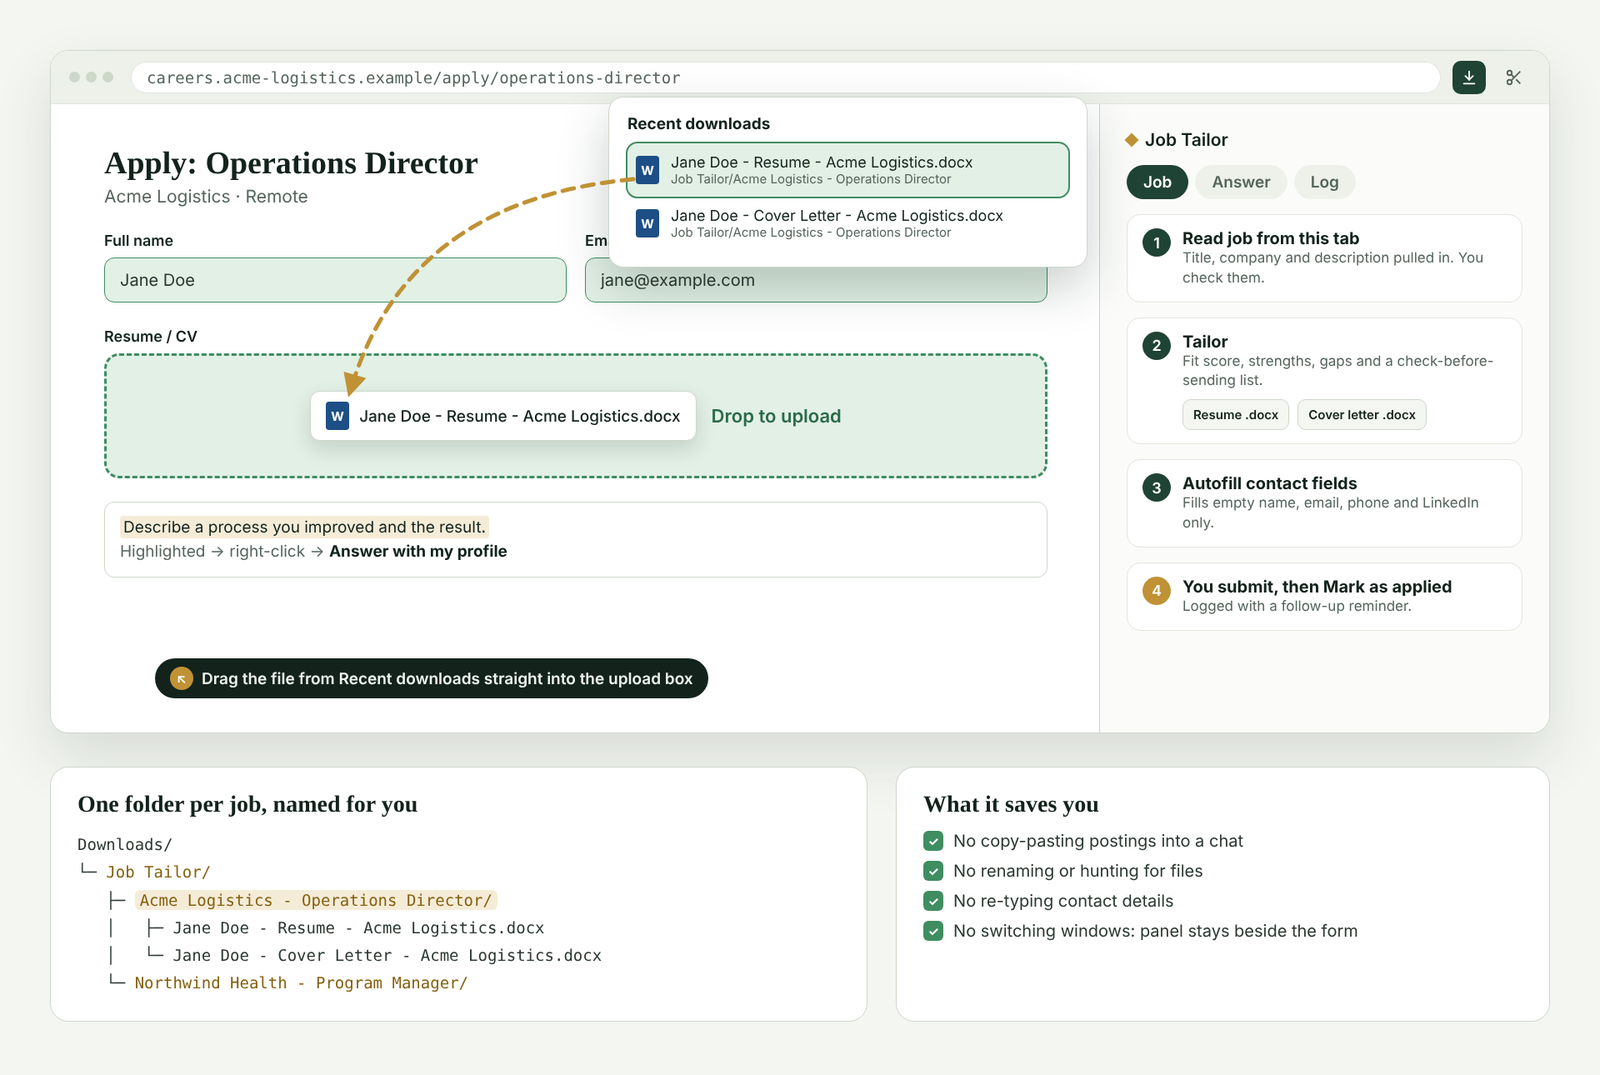 careers.acme-logistics.example/apply/operations-director
Recent downloads
W
Jane Doe - Resume - Acme Logistics.docx
Job Tailor/Acme Logistics - Operations Director
W
Jane Doe - Cover Letter - Acme Logistics.docx
Job Tailor/Acme Logistics - Operations Director
Apply: Operations Director
Acme Logistics · Remote
Full name
Jane Doe
Em
jane@example.com
Resume / CV
W
Jane Doe - Resume - Acme Logistics.docx
Drop to upload
Describe a process you improved and the result.
Highlighted → right-click → Answer with my profile
Drag the file from Recent downloads straight into the upload box
Job Tailor
Job
Answer
Log
1
Read job from this tab
Title, company and description pulled in. You
check them.
2
Tailor
Fit score, strengths, gaps and a check-before-
sending list.
Resume .docx
Cover letter .docx
3
Autofill contact fields
Fills empty name, email, phone and LinkedIn
only.
4
You submit, then Mark as applied
Logged with a follow-up reminder.
One folder per job, named for you
Downloads/
└─ Job Tailor/
├─ Acme Logistics - Operations Director/
│ ├─ Jane Doe - Resume - Acme Logistics.docx
│ └─ Jane Doe - Cover Letter - Acme Logistics.docx
└─ Northwind Health - Program Manager/
What it saves you
No copy-pasting postings into a chat
No renaming or hunting for files
No re-typing contact details
No switching windows: panel stays beside the form